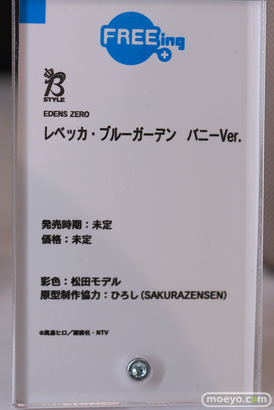 FREEing
B
STYLE
EDENS ZERO
レベッカ・ブルーガーデン　バニーVer.
発売時期：未定
価格：未定
彩色：松田モデル
原型制作協力：ひろし(SAKURAZENSEN)
©真島ヒロ／講談社・NTV
moeyo.com